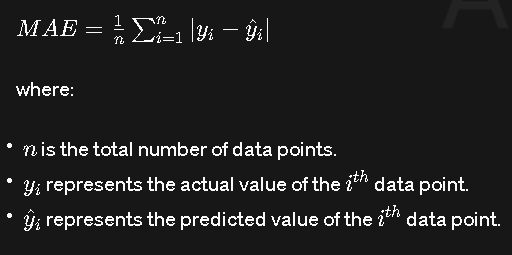 MAE = \frac{1}{n} \sum_{i=1}^{n} |y_i - \hat{y}_i|
where:
• n is the total number of data points.
• y_i represents the actual value of the i^{th} data point.
• \hat{y}_i represents the predicted value of the i^{th} data point.